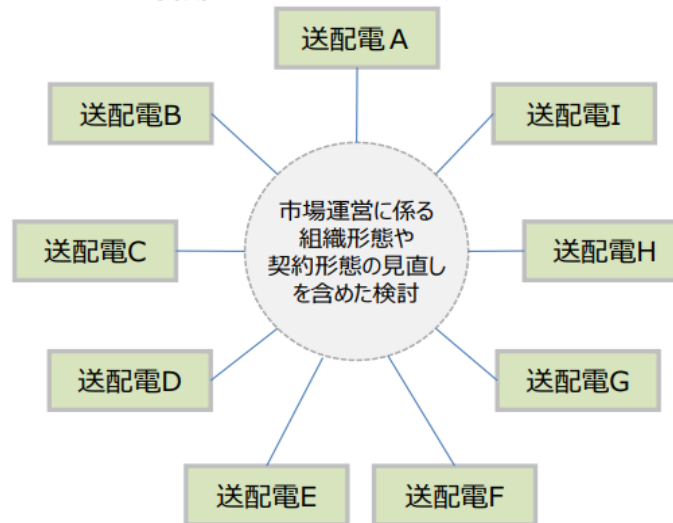 送配電A
送配電B
送配電I
市場運営に係る
組織形態や
契約形態の見直し
を含めた検討
送配電C
送配電H
送配電D
送配電G
送配電E
送配電F